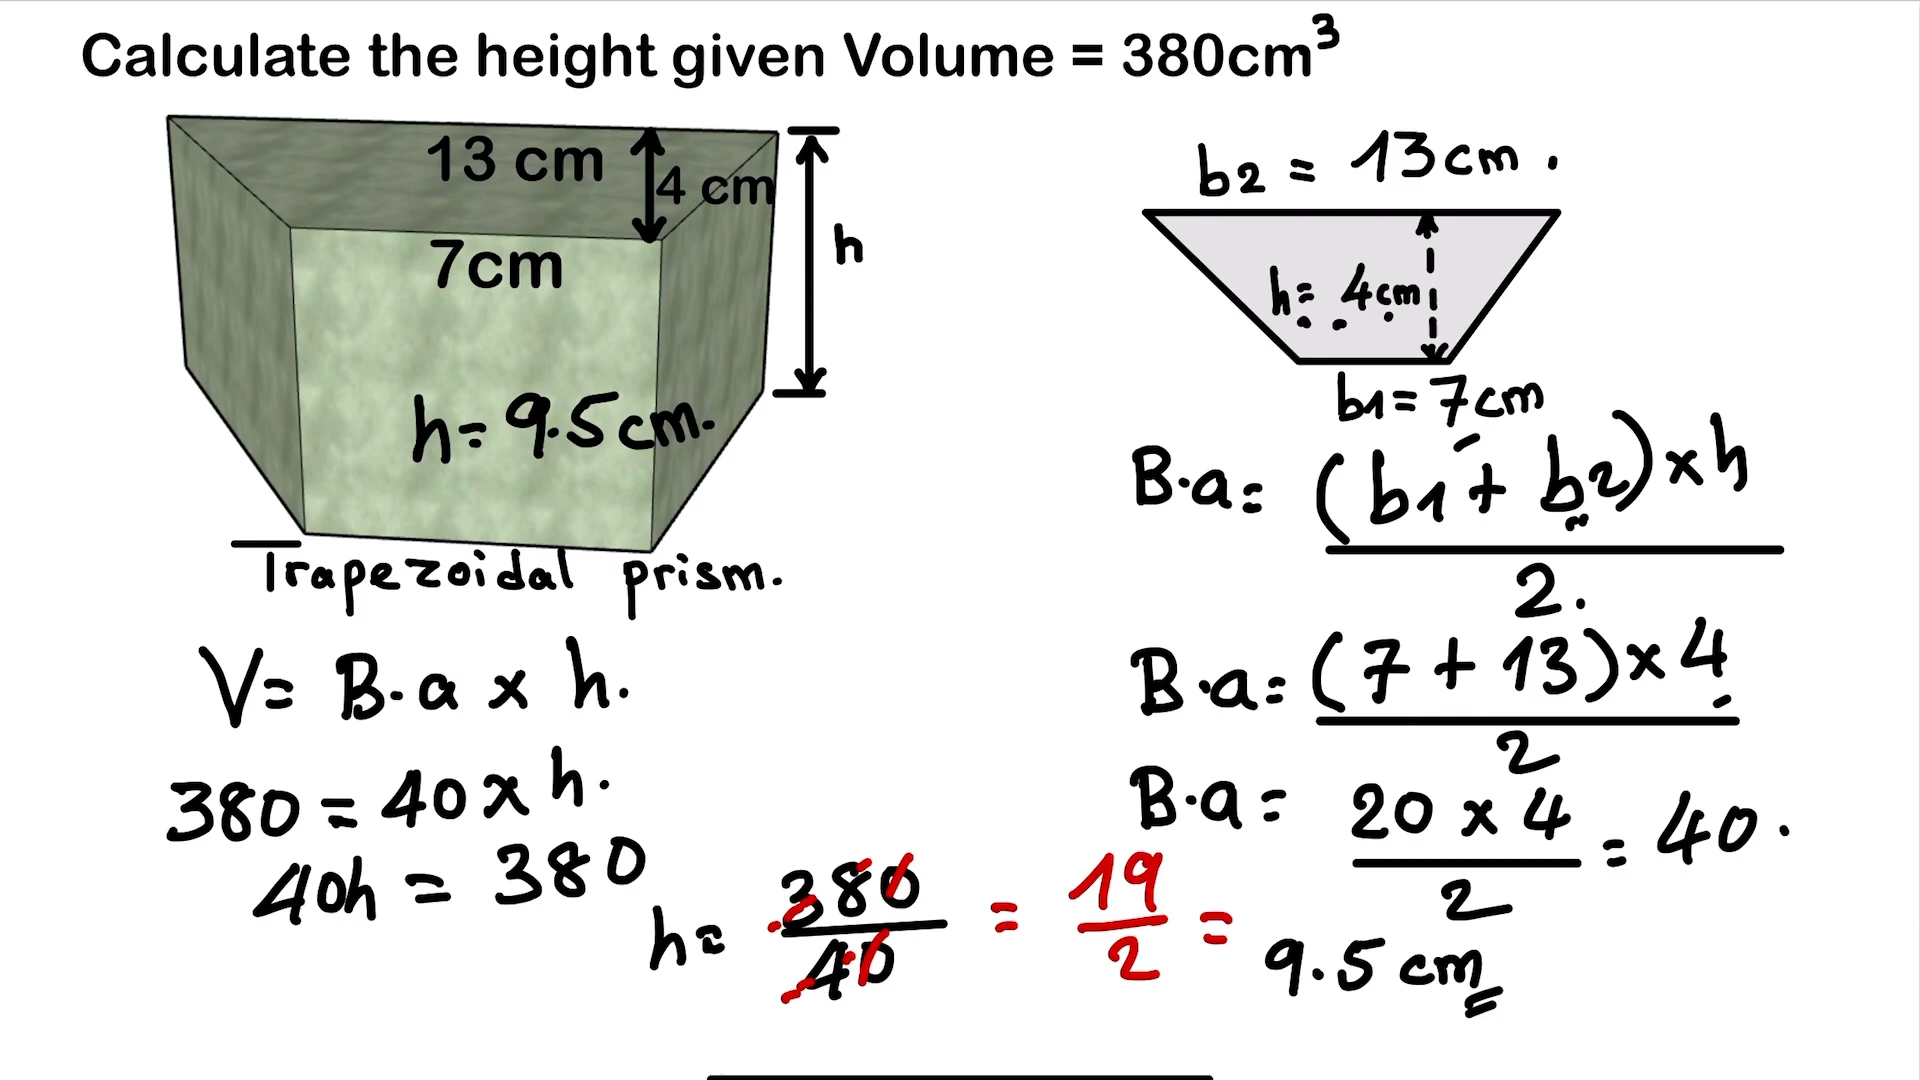 Calculate the height given Volume = 380cm³
13 cm
4 cm
7cm
h
h= 9.5cm.
Trapezoidal prism.
V= B.a x h.
380 = 40 x h.
40h = 380
h= 380/40 = 19/2 = 9.5 cm
b2 = 13cm.
h= 4cm
b1= 7cm
B.a= (b1 + b2) x h
2.
B.a= (7 + 13) x 4
2
B.a= 20 x 4 = 40.
2